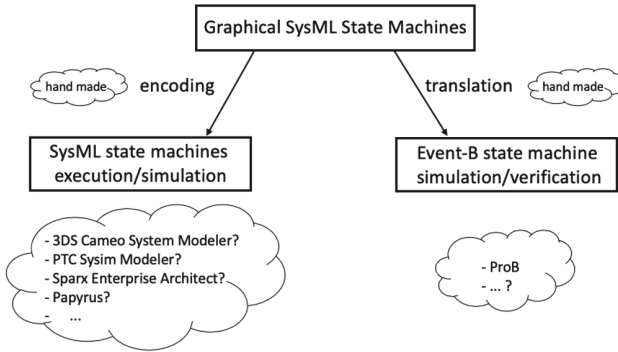 Graphical SysML State Machines
hand made
encoding
translation
hand made
SysML state machines
execution/simulation
Event-B state machine
simulation/verification
- 3DS Cameo System Modeler?
- PTC Sysim Modeler?
- Sparx Enterprise Architect?
- Papyrus?
- ...
- ProB
- ... ?